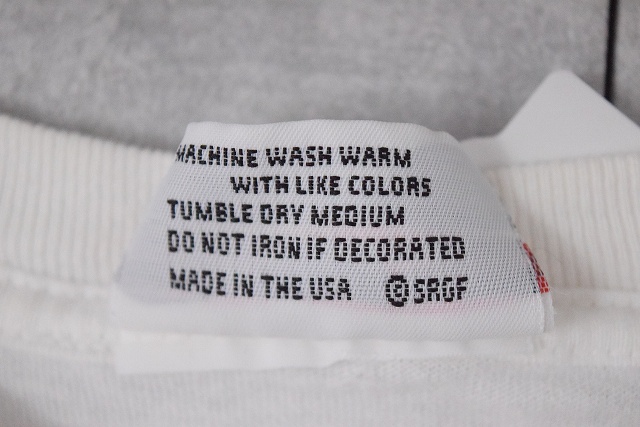 MACHINE WASH WARM
WITH LIKE COLORS
TUMBLE DRY MEDIUM
DO NOT IRON IF DECORATED
MADE IN THE USA ©SRGF